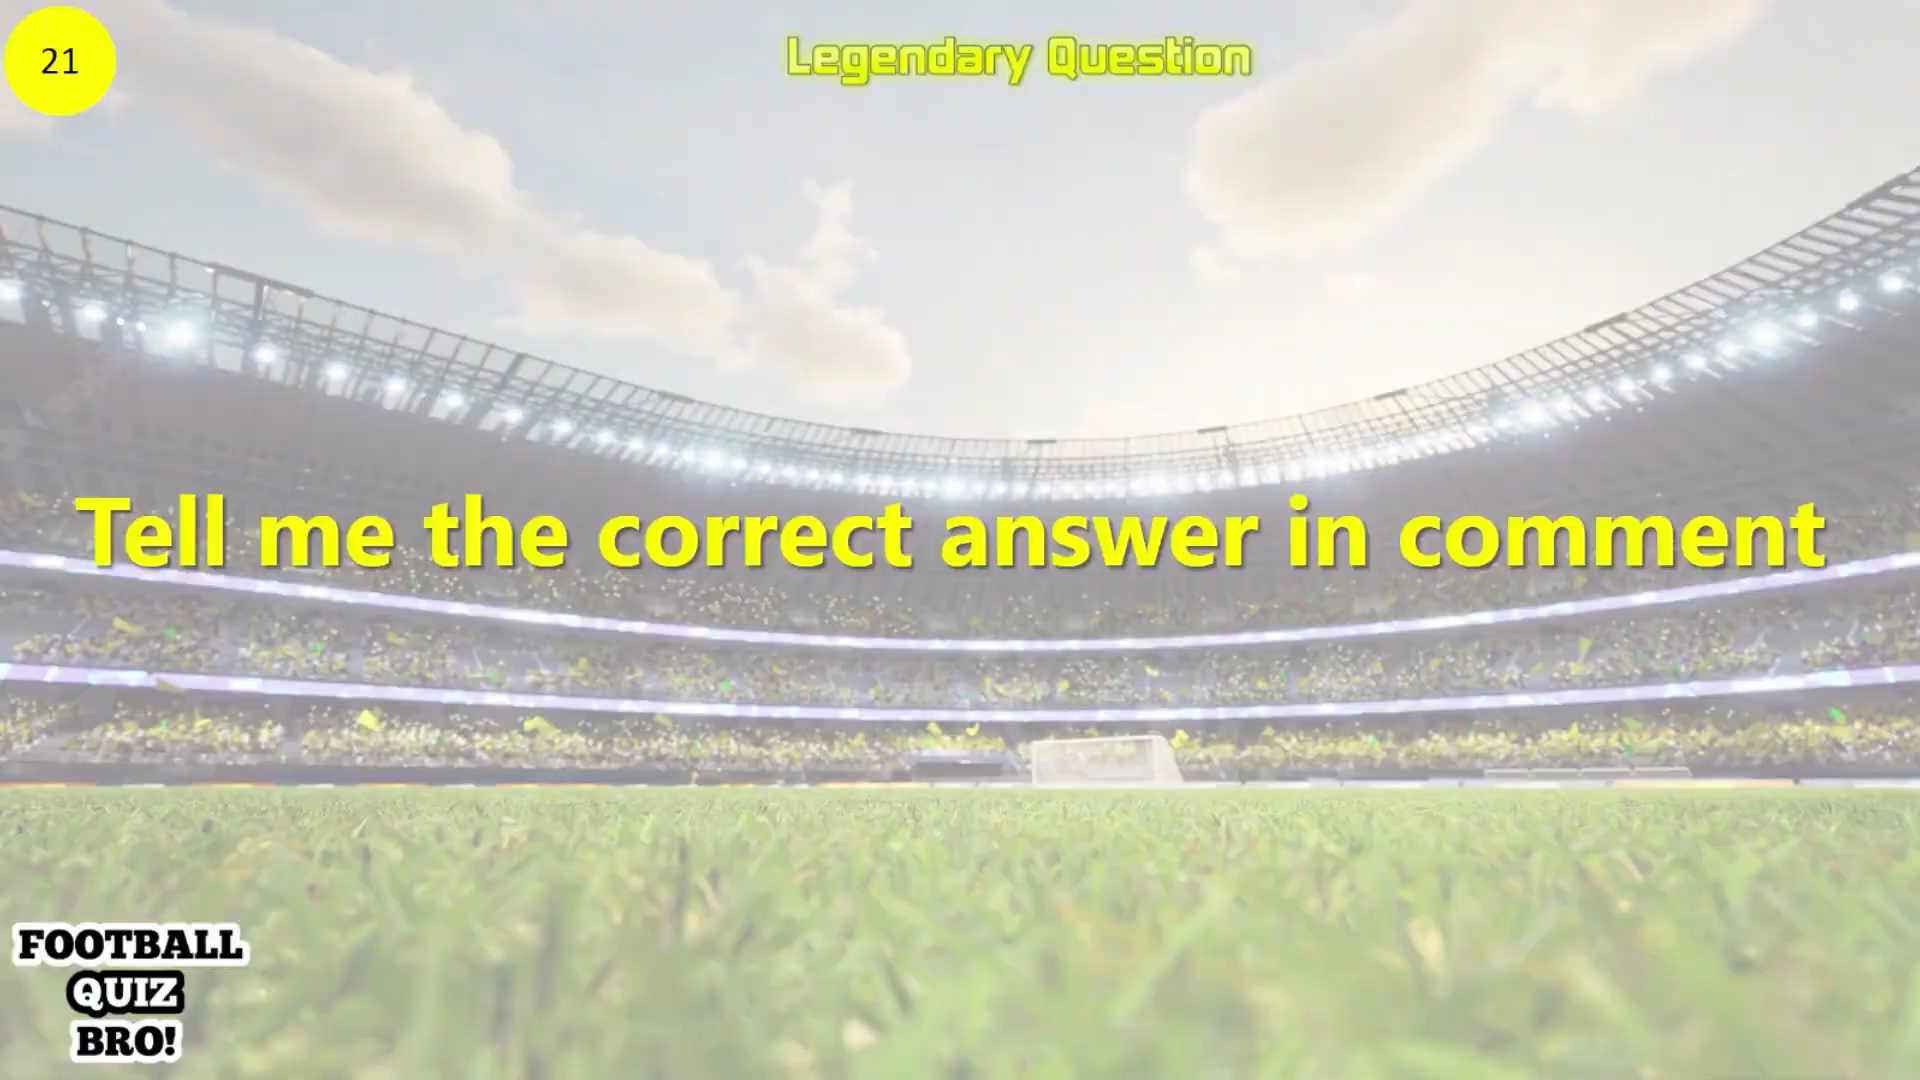 21
Legendary Question
Tell me the correct answer in comment
FOOTBALL
QUIZ
BRO!